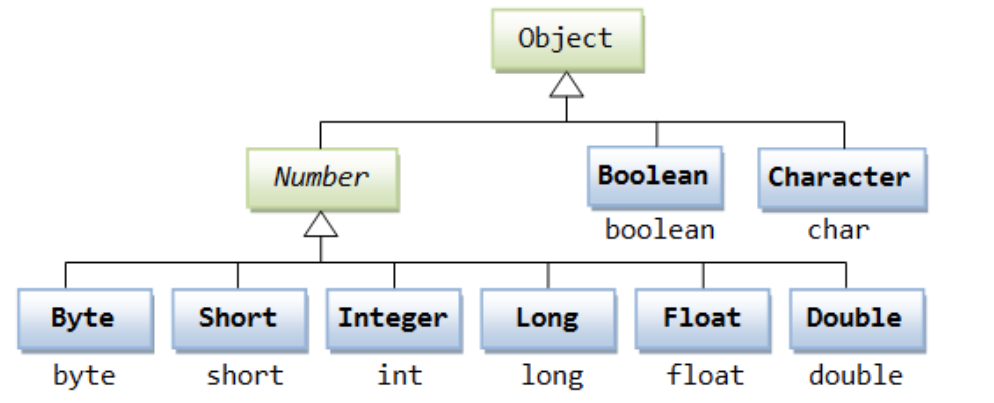 Object
Number
Boolean
Character
boolean
char
Byte
Short
Integer
Long
Float
Double
byte
short
int
long
float
double